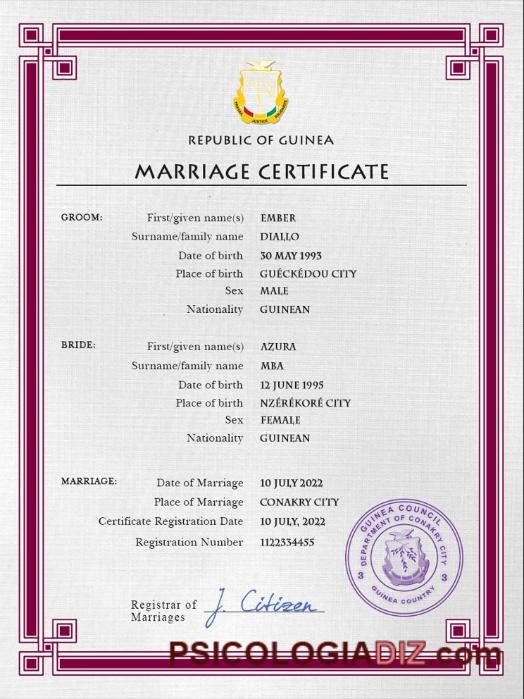 REPUBLIC OF GUINEA
MARRIAGE CERTIFICATE
GROOM: First/given name(s) EMBER
Surname/family name DIALLO
Date of birth 30 MAY 1993
Place of birth GUÉCKÉDOU CITY
Sex MALE
Nationality GUINEAN
BRIDE: First/given name(s) AZURA
Surname/family name MBA
Date of birth 12 JUNE 1995
Place of birth NZÉRÉKORÉ CITY
Sex FEMALE
Nationality GUINEAN
MARRIAGE: Date of Marriage 10 JULY 2022
Place of Marriage CONAKRY CITY
Certificate Registration Date 10 JULY, 2022
Registration Number 1122334455
GUINEA COUNCIL
DEPARTMENT OF CONAKRY CITY
3 3
GUINEA COUNTRY
Registrar of Marriages J. Citizen
PSICOLOGIADIZ.com